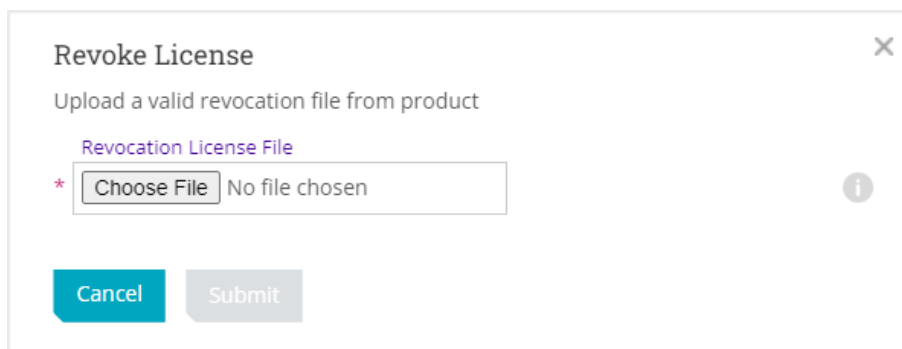 Revoke License
Upload a valid revocation file from product
Revocation License File
* Choose File No file chosen
Cancel Submit